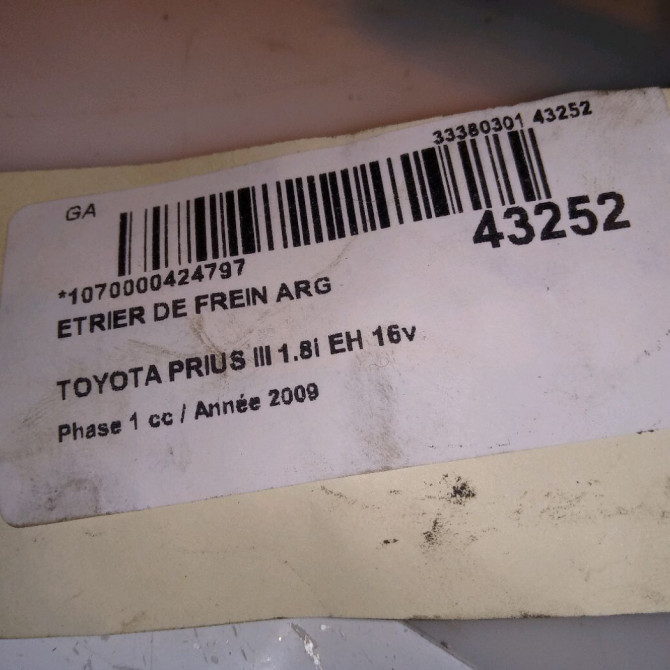 33380301 43252
GA
43252
*1070000424797
ETRIER DE FREIN ARG
TOYOTA PRIUS III 1.8i EH 16v
Phase 1 cc / Année 2009